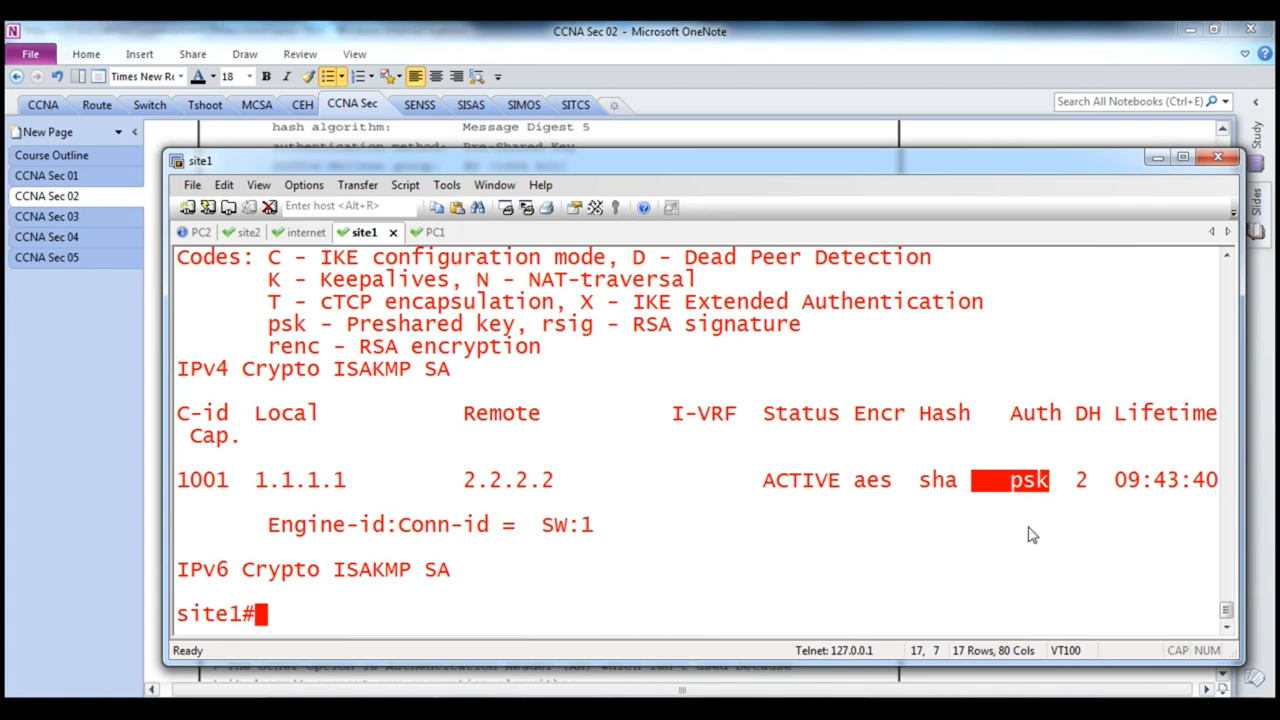 CCNA Sec 02 - Microsoft OneNote
File Home Insert Share Draw Review View
Times New Ro 18 B I
CCNA Route Switch Tshoot MCSA CEH CCNA Sec SENSS SISAS SIMOS SITCS
Search All Notebooks (Ctrl+E)
New Page
Course Outline
CCNA Sec 01
CCNA Sec 02
CCNA Sec 03
CCNA Sec 04
CCNA Sec 05
Study
Slides
hash algorithm: Message Digest 5
authentication method: Pre-Shared Key
site1
File Edit View Options Transfer Script Tools Window Help
Enter host <Alt+R>
PC2 site2 internet site1 PC1
Codes: C - IKE configuration mode, D - Dead Peer Detection
K - Keepalives, N - NAT-traversal
T - cTCP encapsulation, X - IKE Extended Authentication
psk - Preshared key, rsig - RSA signature
renc - RSA encryption
IPv4 Crypto ISAKMP SA
C-id Local Remote I-VRF Status Encr Hash Auth DH Lifetime
Cap.
1001 1.1.1.1 2.2.2.2 ACTIVE aes sha psk 2 09:43:40
Engine-id:Conn-id = SW:1
IPv6 Crypto ISAKMP SA
site1#
Ready Telnet: 127.0.0.1 17, 7 17 Rows, 80 Cols VT100 CAP NUM